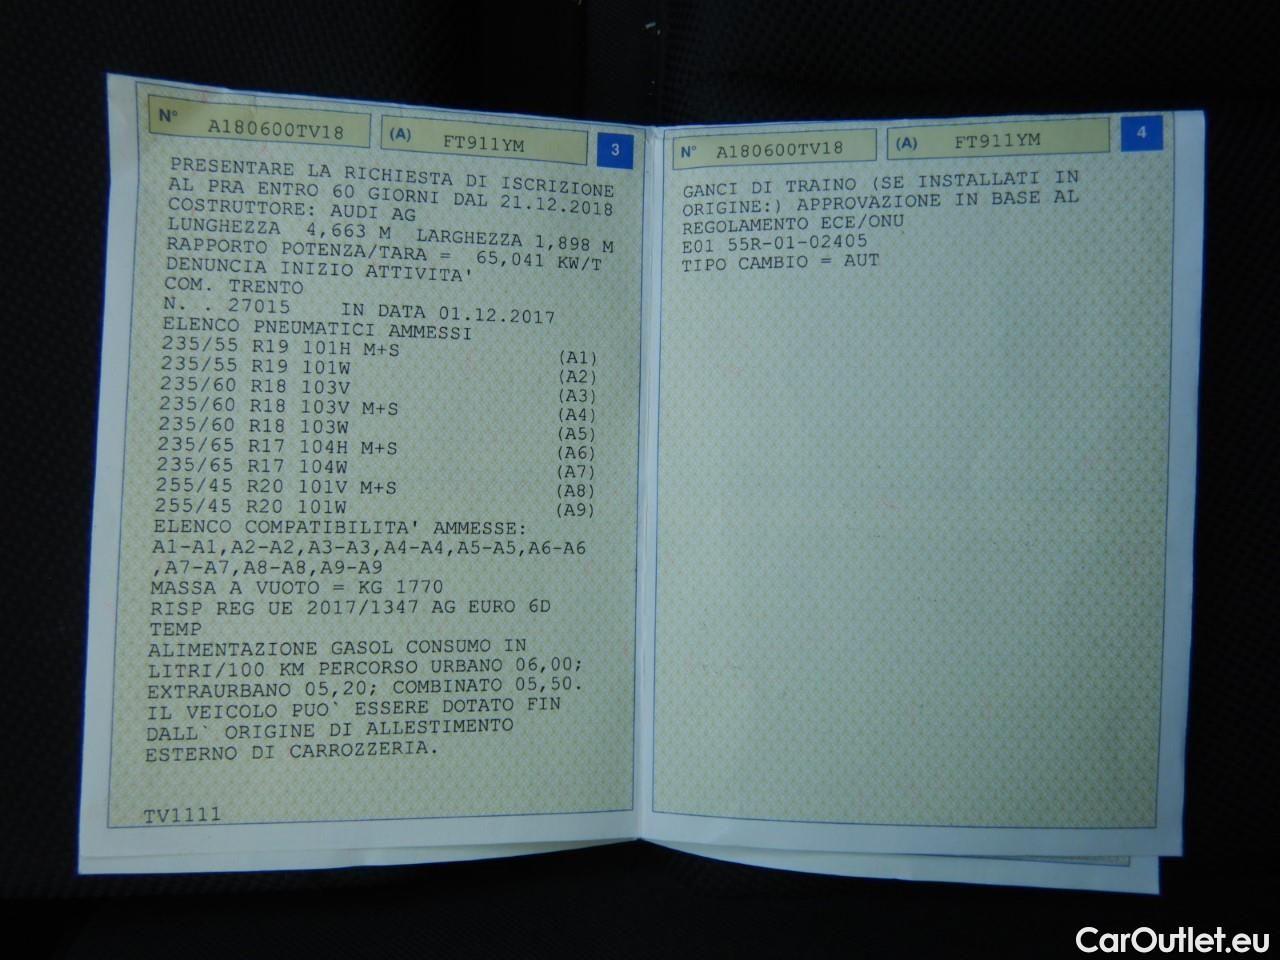 N° A180600TV18 (A) FT911YM 3
PRESENTARE LA RICHIESTA DI ISCRIZIONE
AL PRA ENTRO 60 GIORNI DAL 21.12.2018
COSTRUTTORE: AUDI AG
LUNGHEZZA 4,663 M LARGHEZZA 1,898 M
RAPPORTO POTENZA/TARA = 65,041 KW/T
DENUNCIA INIZIO ATTIVITA'
COM. TRENTO
N. . 27015 IN DATA 01.12.2017
ELENCO PNEUMATICI AMMESSI
235/55 R19 101H M+S (A1)
235/55 R19 101W (A2)
235/60 R18 103V (A3)
235/60 R18 103V M+S (A4)
235/60 R18 103W (A5)
235/65 R17 104H M+S (A6)
235/65 R17 104W (A7)
255/45 R20 101V M+S (A8)
255/45 R20 101W (A9)
ELENCO COMPATIBILITA' AMMESSE:
A1-A1,A2-A2,A3-A3,A4-A4,A5-A5,A6-A6
,A7-A7,A8-A8,A9-A9
MASSA A VUOTO = KG 1770
RISP REG UE 2017/1347 AG EURO 6D
TEMP
ALIMENTAZIONE GASOL CONSUMO IN
LITRI/100 KM PERCORSO URBANO 06,00;
EXTRAURBANO 05,20; COMBINATO 05,50.
IL VEICOLO PUO` ESSERE DOTATO FIN
DALL` ORIGINE DI ALLESTIMENTO
ESTERNO DI CARROZZERIA.
TV1111
N° A180600TV18 (A) FT911YM 4
GANCI DI TRAINO (SE INSTALLATI IN
ORIGINE:) APPROVAZIONE IN BASE AL
REGOLAMENTO ECE/ONU
E01 55R-01-02405
TIPO CAMBIO = AUT
CarOutlet.eu